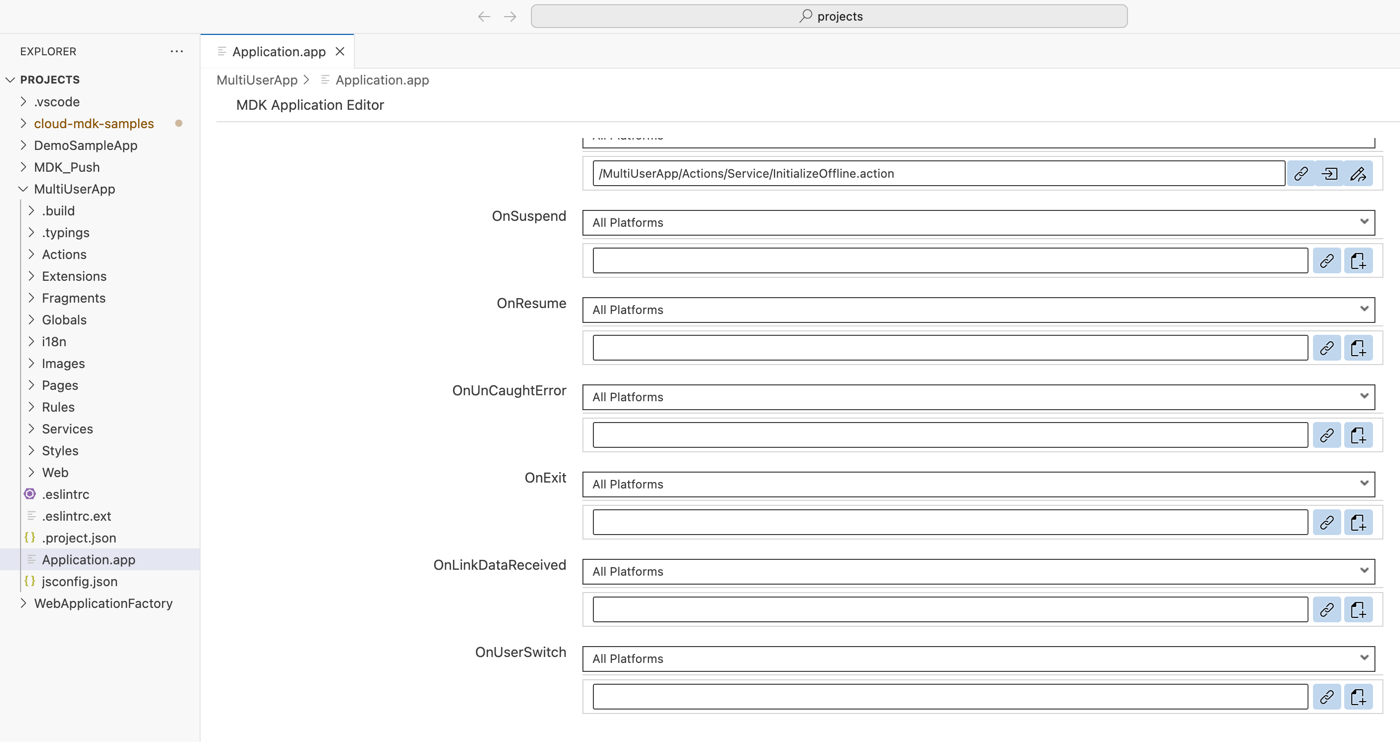 projects
EXPLORER
Application.app
PROJECTS
.vscode
cloud-mdk-samples
DemoSampleApp
MDK_Push
MultiUserApp
.build
.typings
Actions
Extensions
Fragments
Globals
i18n
Images
Pages
Rules
Services
Styles
Web
.eslintrc
.eslintrc.ext
.project.json
Application.app
jsconfig.json
WebApplicationFactory
MultiUserApp > Application.app
MDK Application Editor
/MultiUserApp/Actions/Service/InitializeOffline.action
OnSuspend
All Platforms
OnResume
All Platforms
OnUnCaughtError
All Platforms
OnExit
All Platforms
OnLinkDataReceived
All Platforms
OnUserSwitch
All Platforms